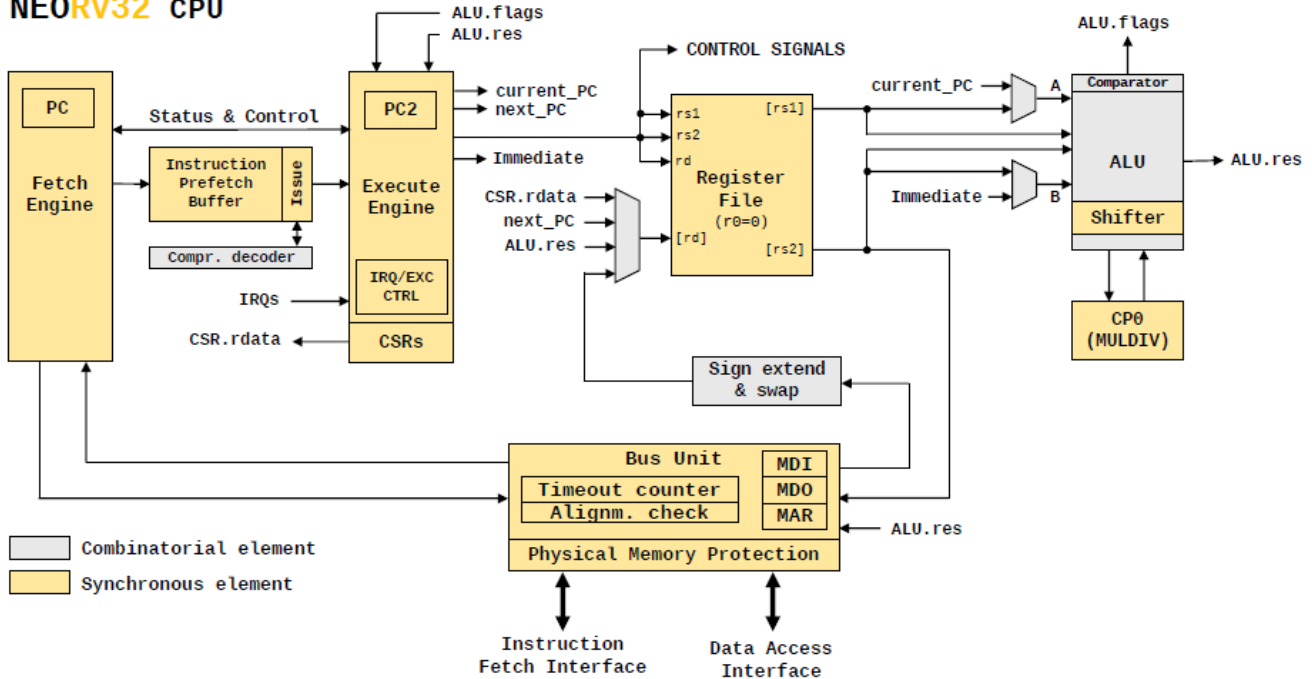 NEORV32 CPU
ALU.flags
ALU.res
CONTROL SIGNALS
ALU.flags
PC
Status & Control
PC2
current_PC
next_PC
Immediate
Fetch
Engine
Instruction
Prefetch
Buffer
Issue
Compr. decoder
Execute
Engine
IRQ/EXC
CTRL
IRQs
CSR.rdata
CSRs
rs1
rs2
rd
[rs1]
Register
File
(r0=0)
[rd]
[rs2]
CSR.rdata
next_PC
ALU.res
current_PC
A
Immediate
B
Comparator
ALU
ALU.res
Shifter
CP0
(MULDIV)
Sign extend
& swap
Bus Unit
Timeout counter
Alignm. check
MDI
MDO
MAR
ALU.res
Physical Memory Protection
Combinatorial element
Synchronous element
Instruction
Fetch Interface
Data Access
Interface